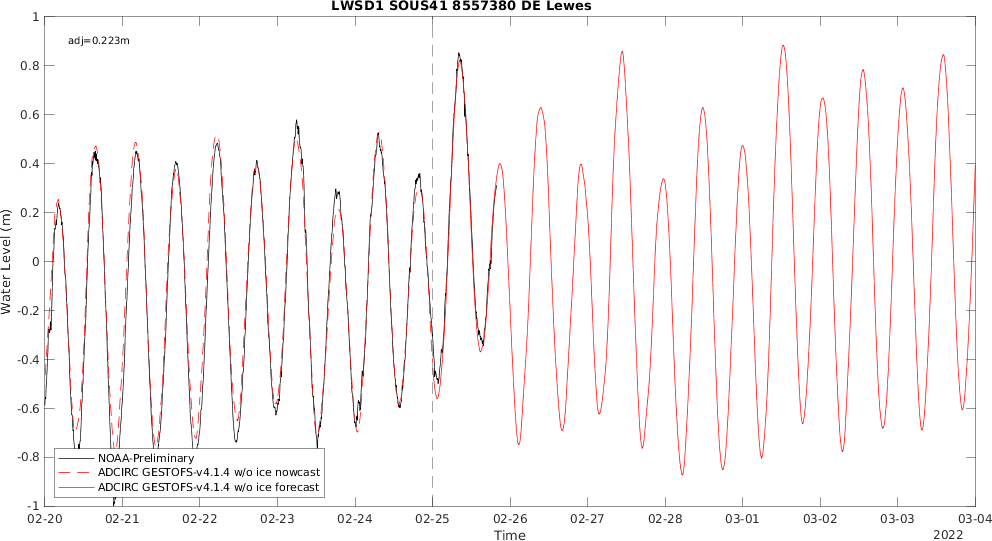 LWSD1 SOUS41 8557380 DE Lewes
adj=0.223m
1
0.8
0.6
0.4
0.2
0
-0.2
-0.4
-0.6
-0.8
-1
Water Level (m)
NOAA-Preliminary
ADCIRC GESTOFS-v4.1.4 w/o ice nowcast
ADCIRC GESTOFS-v4.1.4 w/o ice forecast
02-20 02-21 02-22 02-23 02-24 02-25 02-26 02-27 02-28 03-01 03-02 03-03 03-04
Time
2022